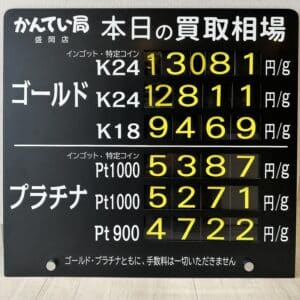 かんてい局
盛岡店
本日の買取相場
インゴット・特定コイン
K24 13081 円/g
ゴールド K24 12811 円/g
K18 9469 円/g
インゴット・特定コイン
Pt1000 5387 円/g
プラチナ Pt1000 5271 円/g
Pt900 4722 円/g
ゴールド・プラチナともに、手数料は一切いただきません